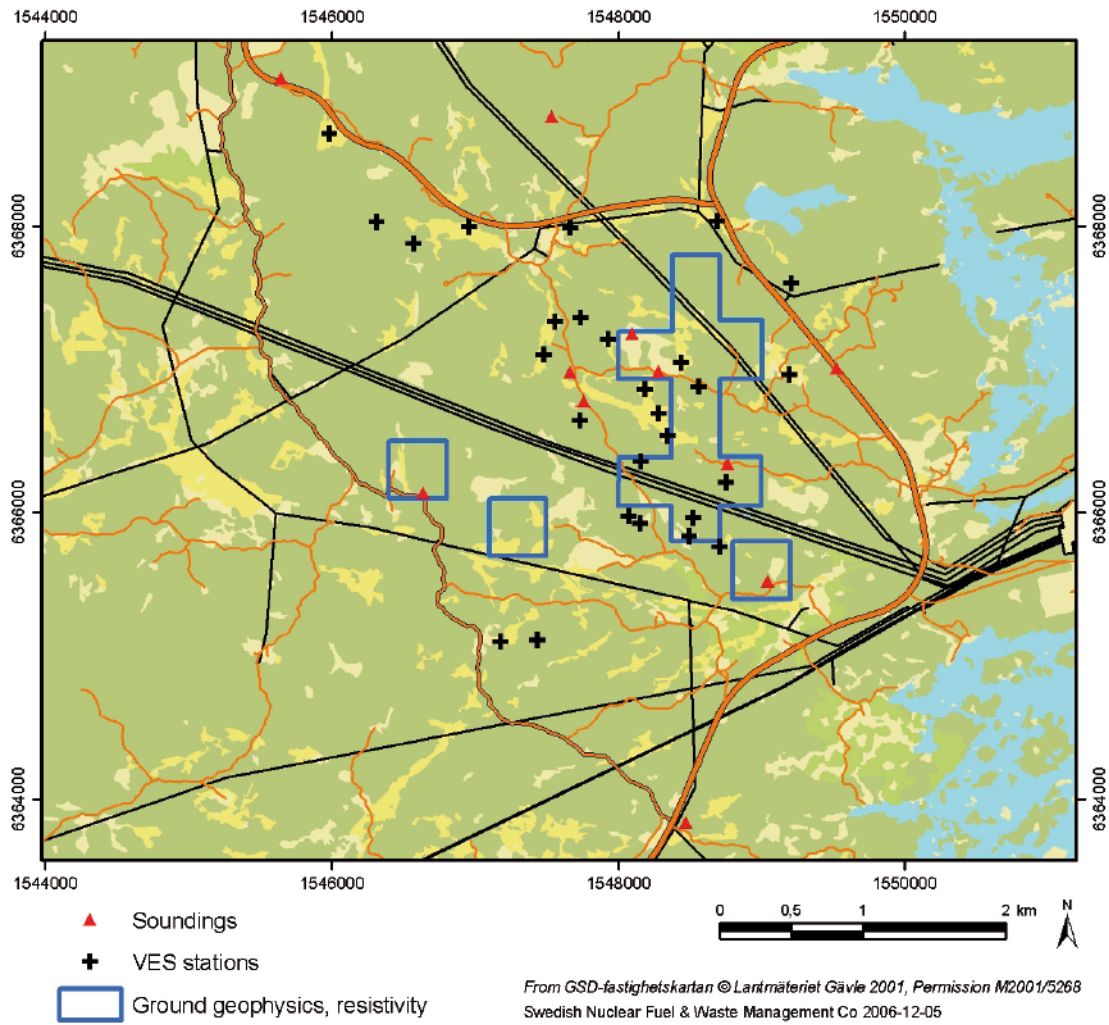 1544000 1546000 1548000 1550000
6368000 6368000
6366000 6366000
6364000 6364000
1544000 1546000 1548000 1550000
Soundings
VES stations
Ground geophysics, resistivity
0 0,5 1 2 km
N
From GSD-fastighetskartan © Lantmäteriet Gävle 2001, Permission M2001/5268
Swedish Nuclear Fuel & Waste Management Co 2006-12-05